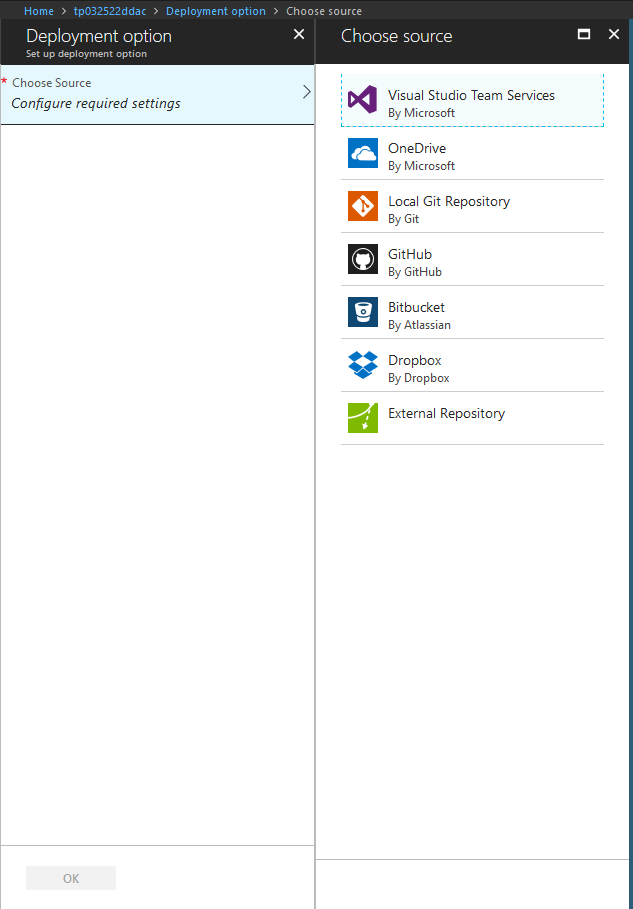 Home > tp032522ddac > Deployment option > Choose source
Deployment option
Set up deployment option
* Choose Source
Configure required settings
OK
Choose source
Visual Studio Team Services
By Microsoft
OneDrive
By Microsoft
Local Git Repository
By Git
GitHub
By GitHub
Bitbucket
By Atlassian
Dropbox
By Dropbox
External Repository